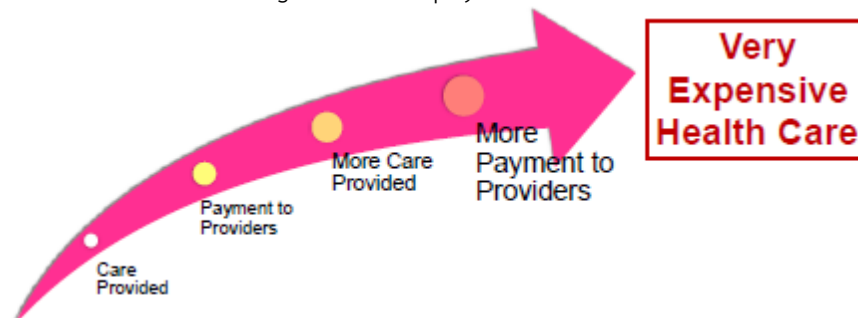 Very
Expensive
Health Care
More
Payment to
Providers
More Care
Provided
Payment to
Providers
Care
Provided